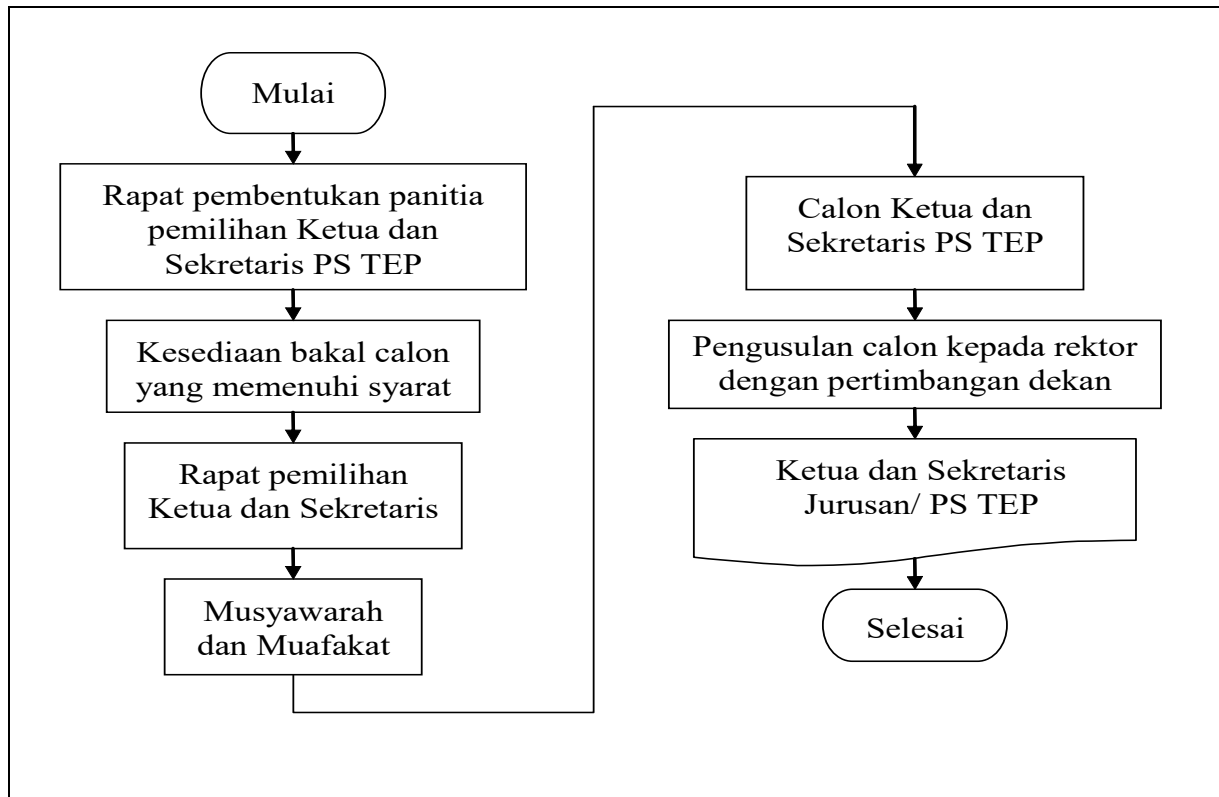 Mulai
Rapat pembentukan panitia
pemilihan Ketua dan
Sekretaris PS TEP
Kesediaan bakal calon
yang memenuhi syarat
Rapat pemilihan
Ketua dan Sekretaris
Musyawarah
dan Muafakat
Calon Ketua dan
Sekretaris PS TEP
Pengusulan calon kepada rektor
dengan pertimbangan dekan
Ketua dan Sekretaris
Jurusan/ PS TEP
Selesai